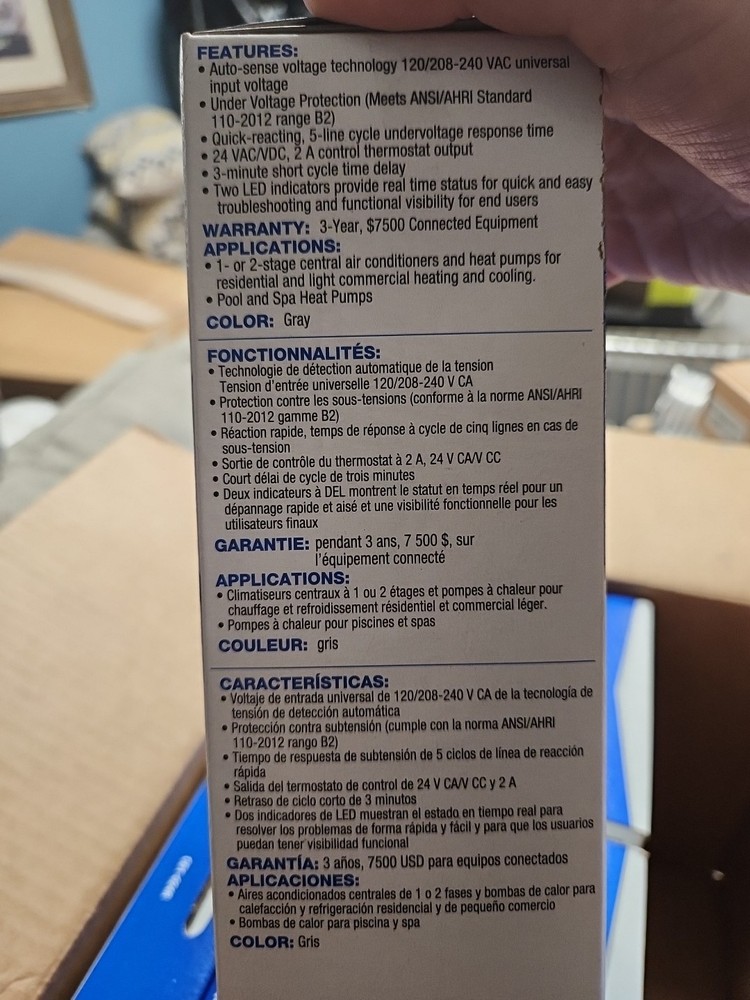 FEATURES:
• Auto-sense voltage technology 120/208-240 VAC universal
input voltage
• Under Voltage Protection (Meets ANSI/AHRI Standard
110-2012 range B2)
• Quick-reacting, 5-line cycle undervoltage response time
• 24 VAC/VDC, 2 A control thermostat output
• 3-minute short cycle time delay
• Two LED indicators provide real time status for quick and easy
troubleshooting and functional visibility for end users
WARRANTY: 3-Year, $7500 Connected Equipment
APPLICATIONS:
• 1- or 2-stage central air conditioners and heat pumps for
residential and light commercial heating and cooling.
• Pool and Spa Heat Pumps
COLOR: Gray
FONCTIONNALITÉS:
• Technologie de détection automatique de la tension
Tension d'entrée universelle 120/208-240 V CA
• Protection contre les sous-tensions (conforme à la norme ANSI/AHRI
110-2012 gamme B2)
• Réaction rapide, temps de réponse à cycle de cinq lignes en cas de
sous-tension
• Sortie de contrôle du thermostat à 2 A, 24 V CA/V CC
• Court délai de cycle de trois minutes
• Deux indicateurs à DEL montrent le statut en temps réel pour un
dépannage rapide et aisé et une visibilité fonctionnelle pour les
utilisateurs finaux
GARANTIE: pendant 3 ans, 7 500 $, sur
l'équipement connecté
APPLICATIONS:
• Climatiseurs centraux à 1 ou 2 étages et pompes à chaleur pour
chauffage et refroidissement résidentiel et commercial léger.
• Pompes à chaleur pour piscines et spas
COULEUR: gris
CARACTERÍSTICAS:
• Voltaje de entrada universal de 120/208-240 V CA de la tecnología de
tensión de detección automática
• Protección contra subtensión (cumple con la norma ANSI/AHRI
110-2012 rango B2)
• Tiempo de respuesta de subtensión de 5 ciclos de línea de reacción
rápida
• Salida del termostato de control de 24 V CA/V CC y 2 A
• Retraso de ciclo corto de 3 minutos
• Dos indicadores de LED muestran el estado en tiempo real para
resolver los problemas de forma rápida y fácil y para que los usuarios
puedan tener visibilidad funcional
GARANTÍA: 3 años, 7500 USD para equipos conectados
APLICACIONES:
• Aires acondicionados centrales de 1 o 2 fases y bombas de calor para
calefacción y refrigeración residencial y de pequeño comercio
• Bombas de calor para piscina y spa
COLOR: Gris